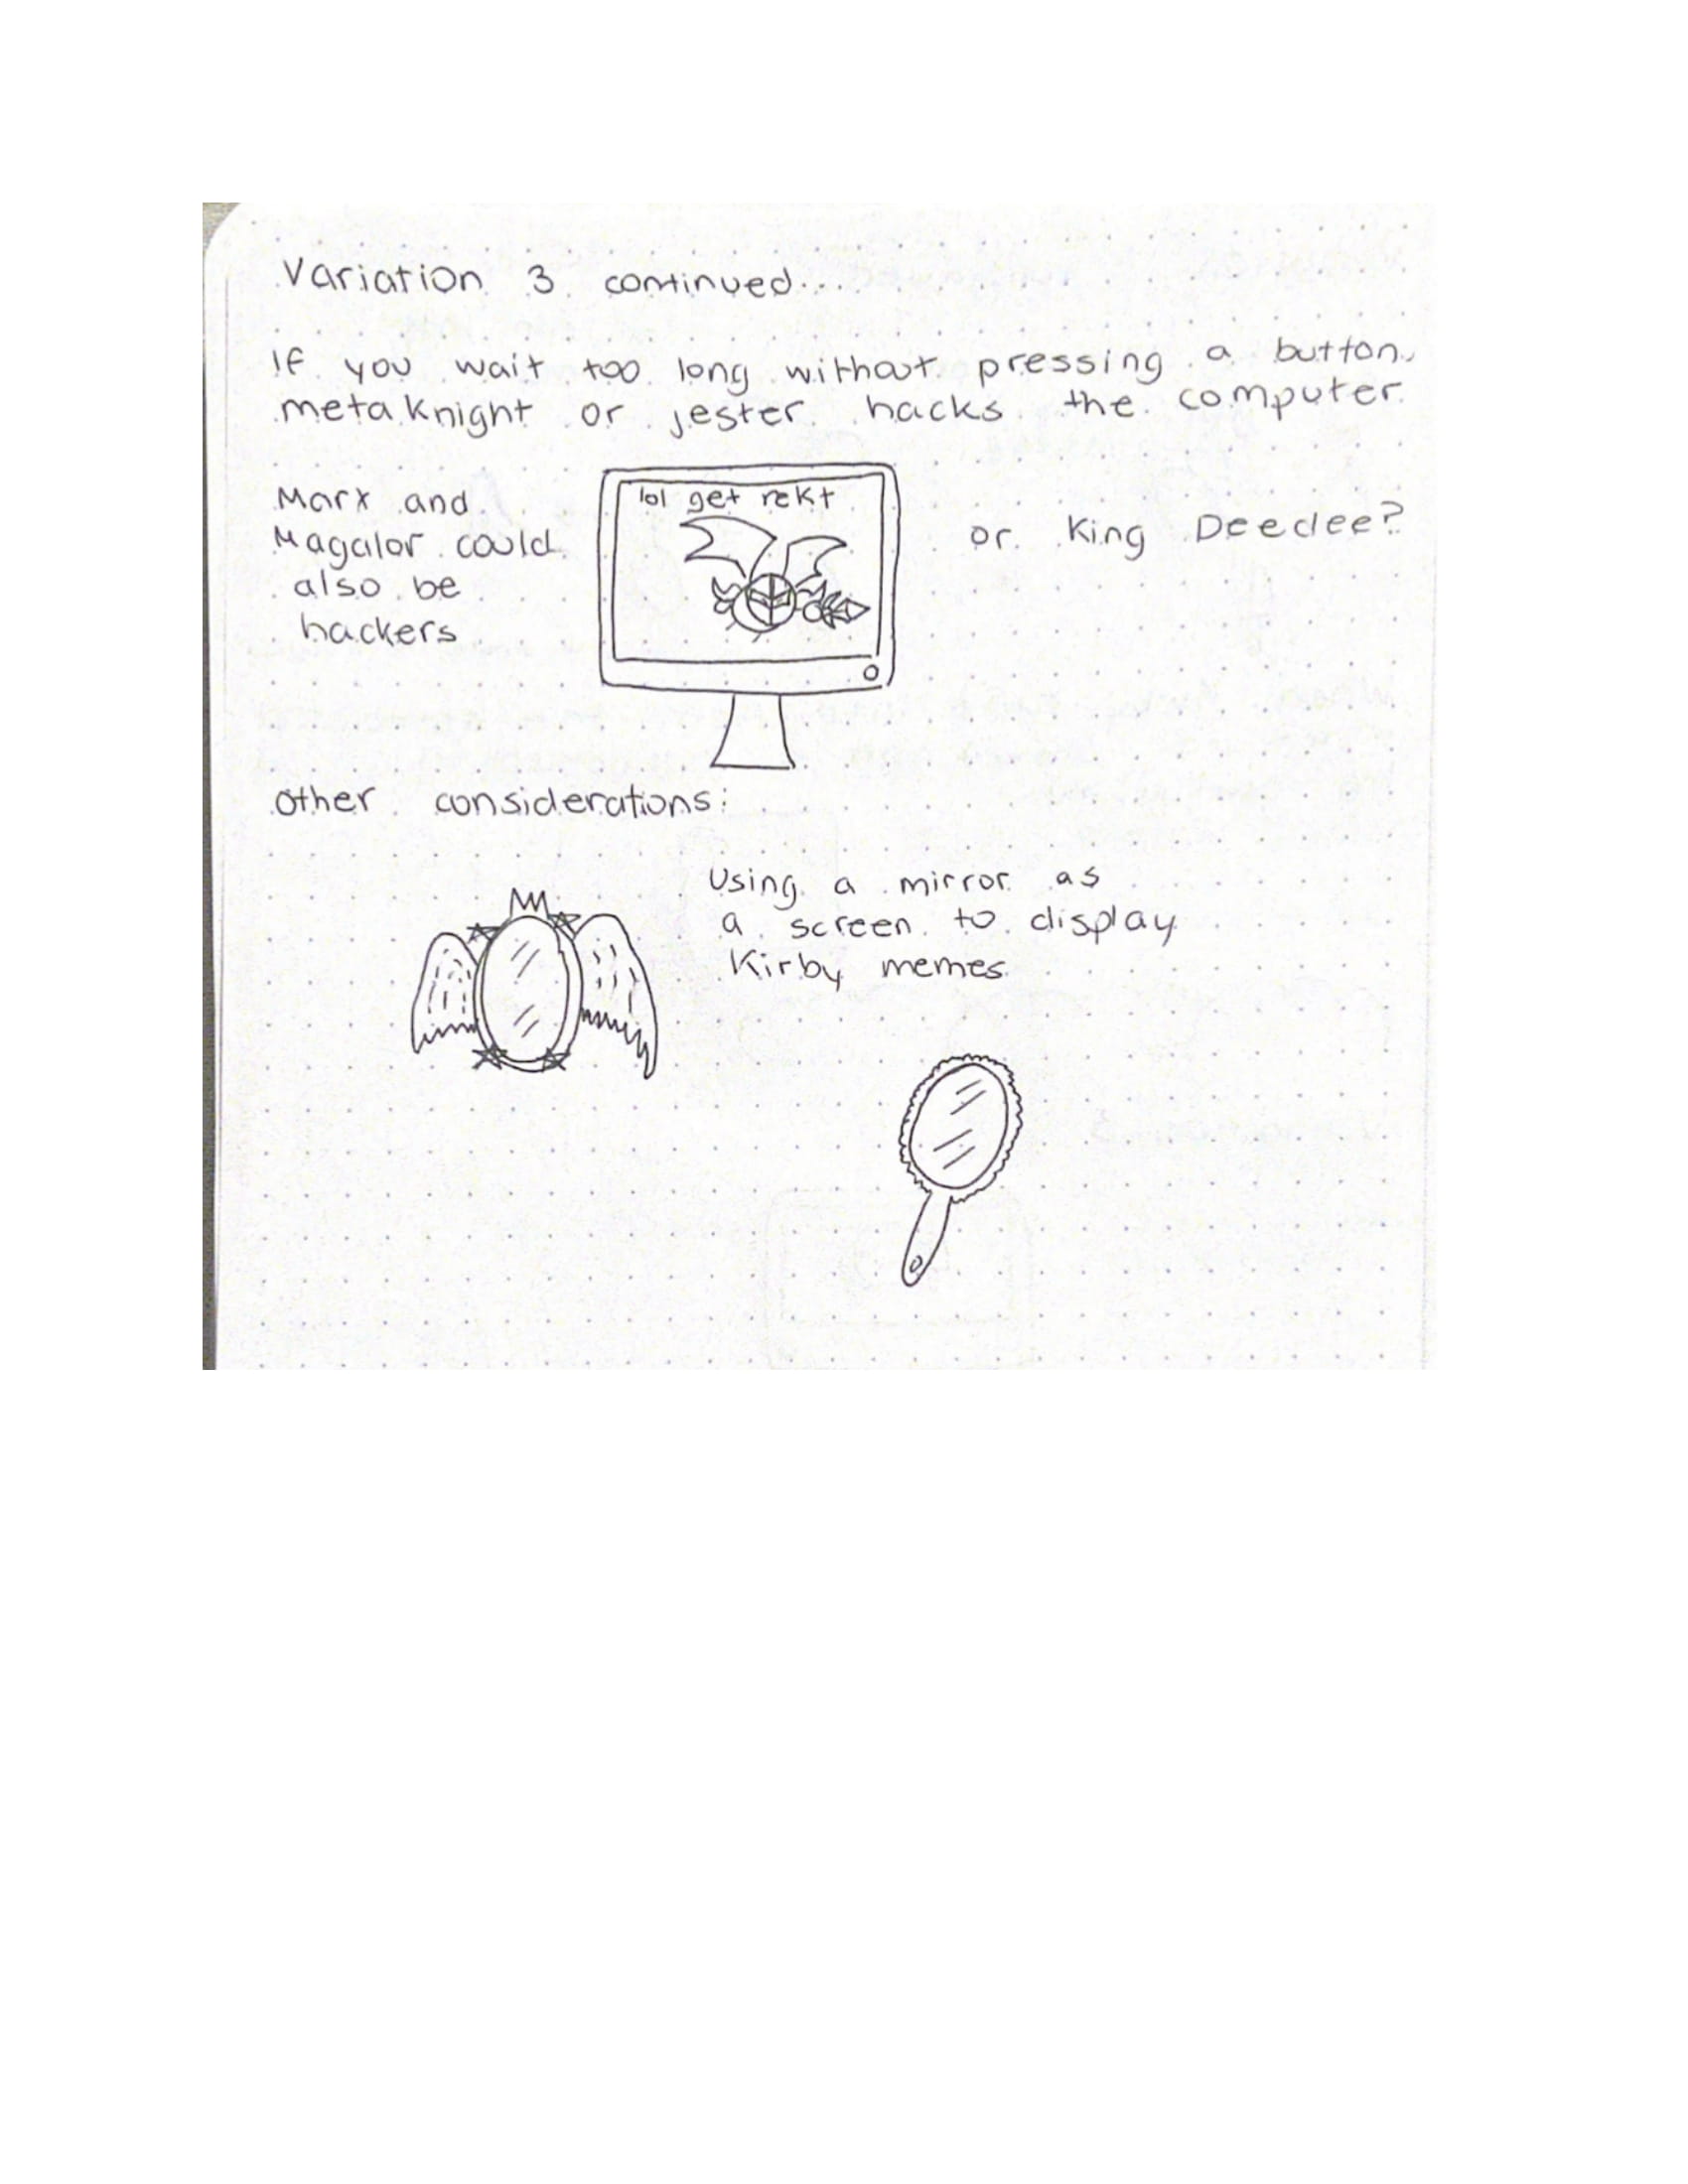 Variation 3 continued...
If you wait too long without pressing a button,
metaknight or jester hacks the computer.
Marx and
Magalor could
also be
hackers
lol get rekt
or King Deedee?
Other considerations:
Using a mirror as
a screen to display
Kirby memes